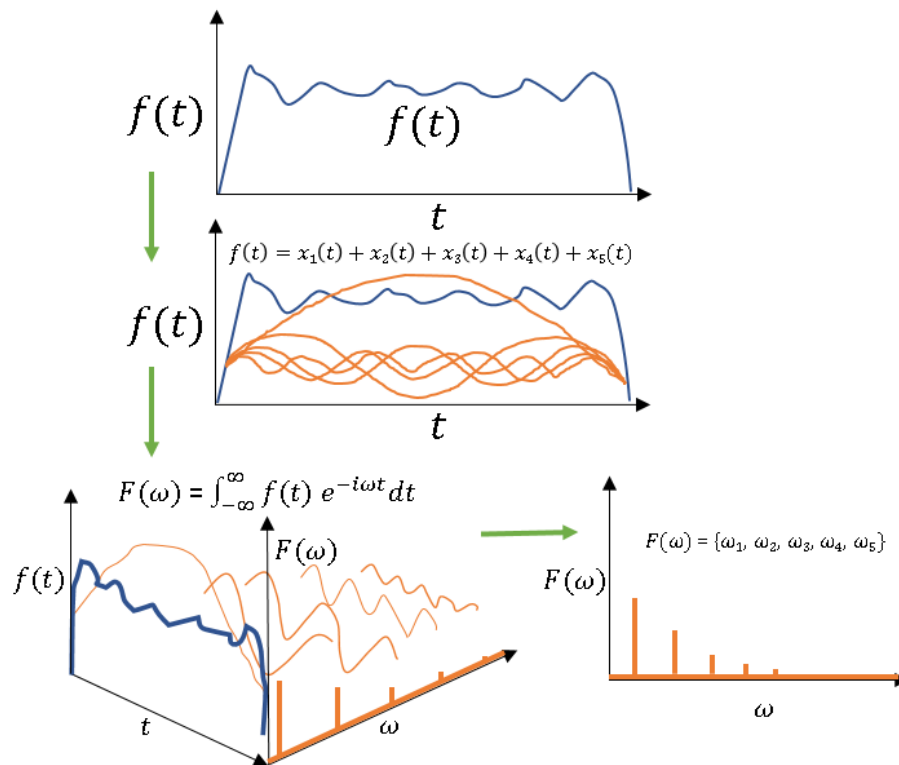 f(t)
f(t)
t
f(t) = x₁(t) + x₂(t) + x₃(t) + x₄(t) + x₅(t)
f(t)
t
F(ω) = ∫₋∞^∞ f(t) e^{−iωt} dt
f(t)
F(ω)
t
ω
F(ω) = {ω₁, ω₂, ω₃, ω₄, ω₅}
F(ω)
ω